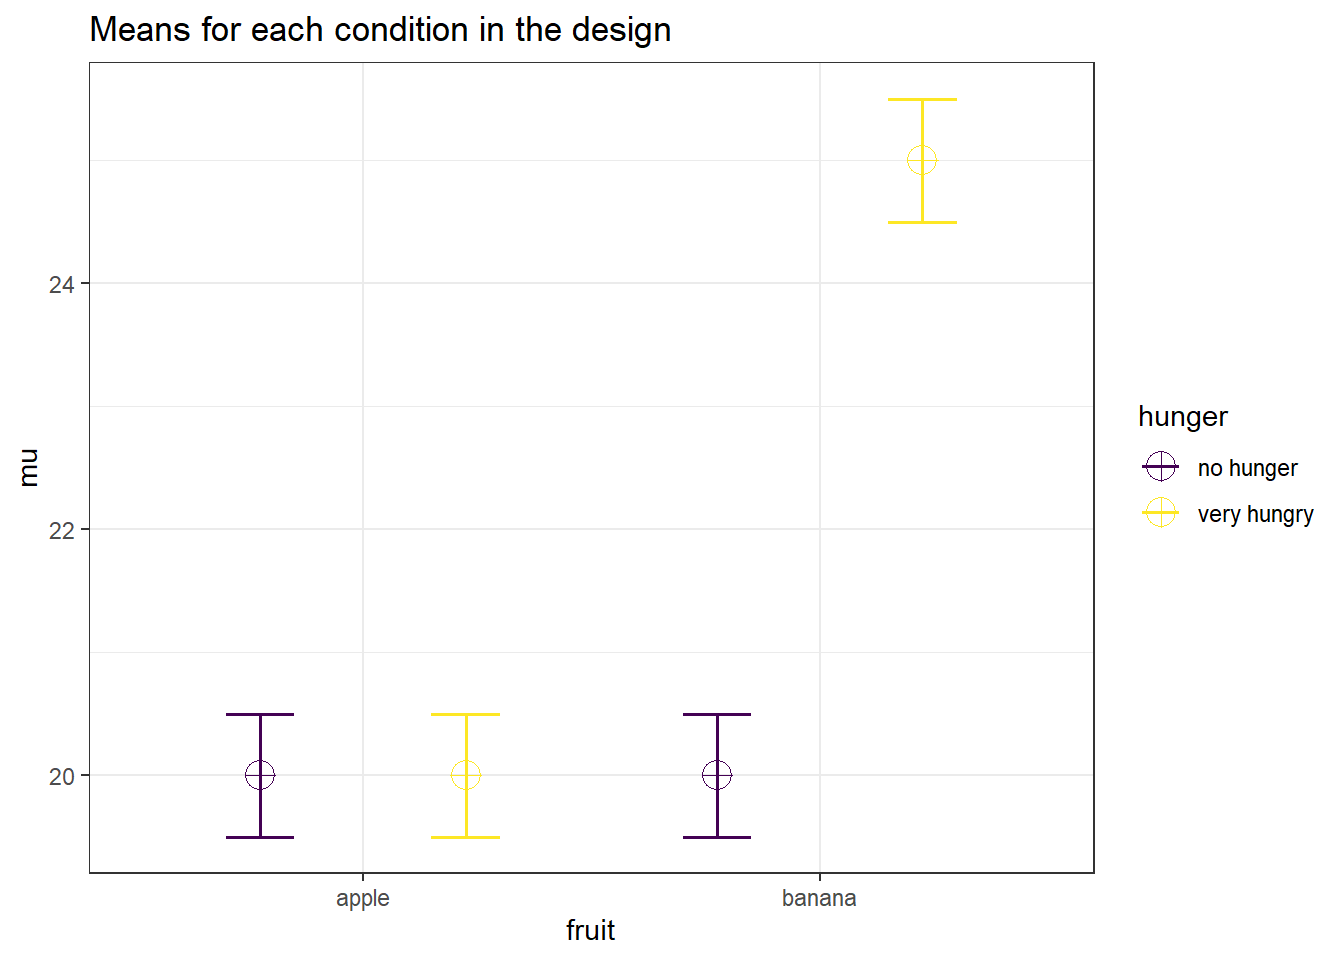 Means for each condition in the design
mu
24
22
20
apple banana
fruit
hunger
no hunger
very hungry